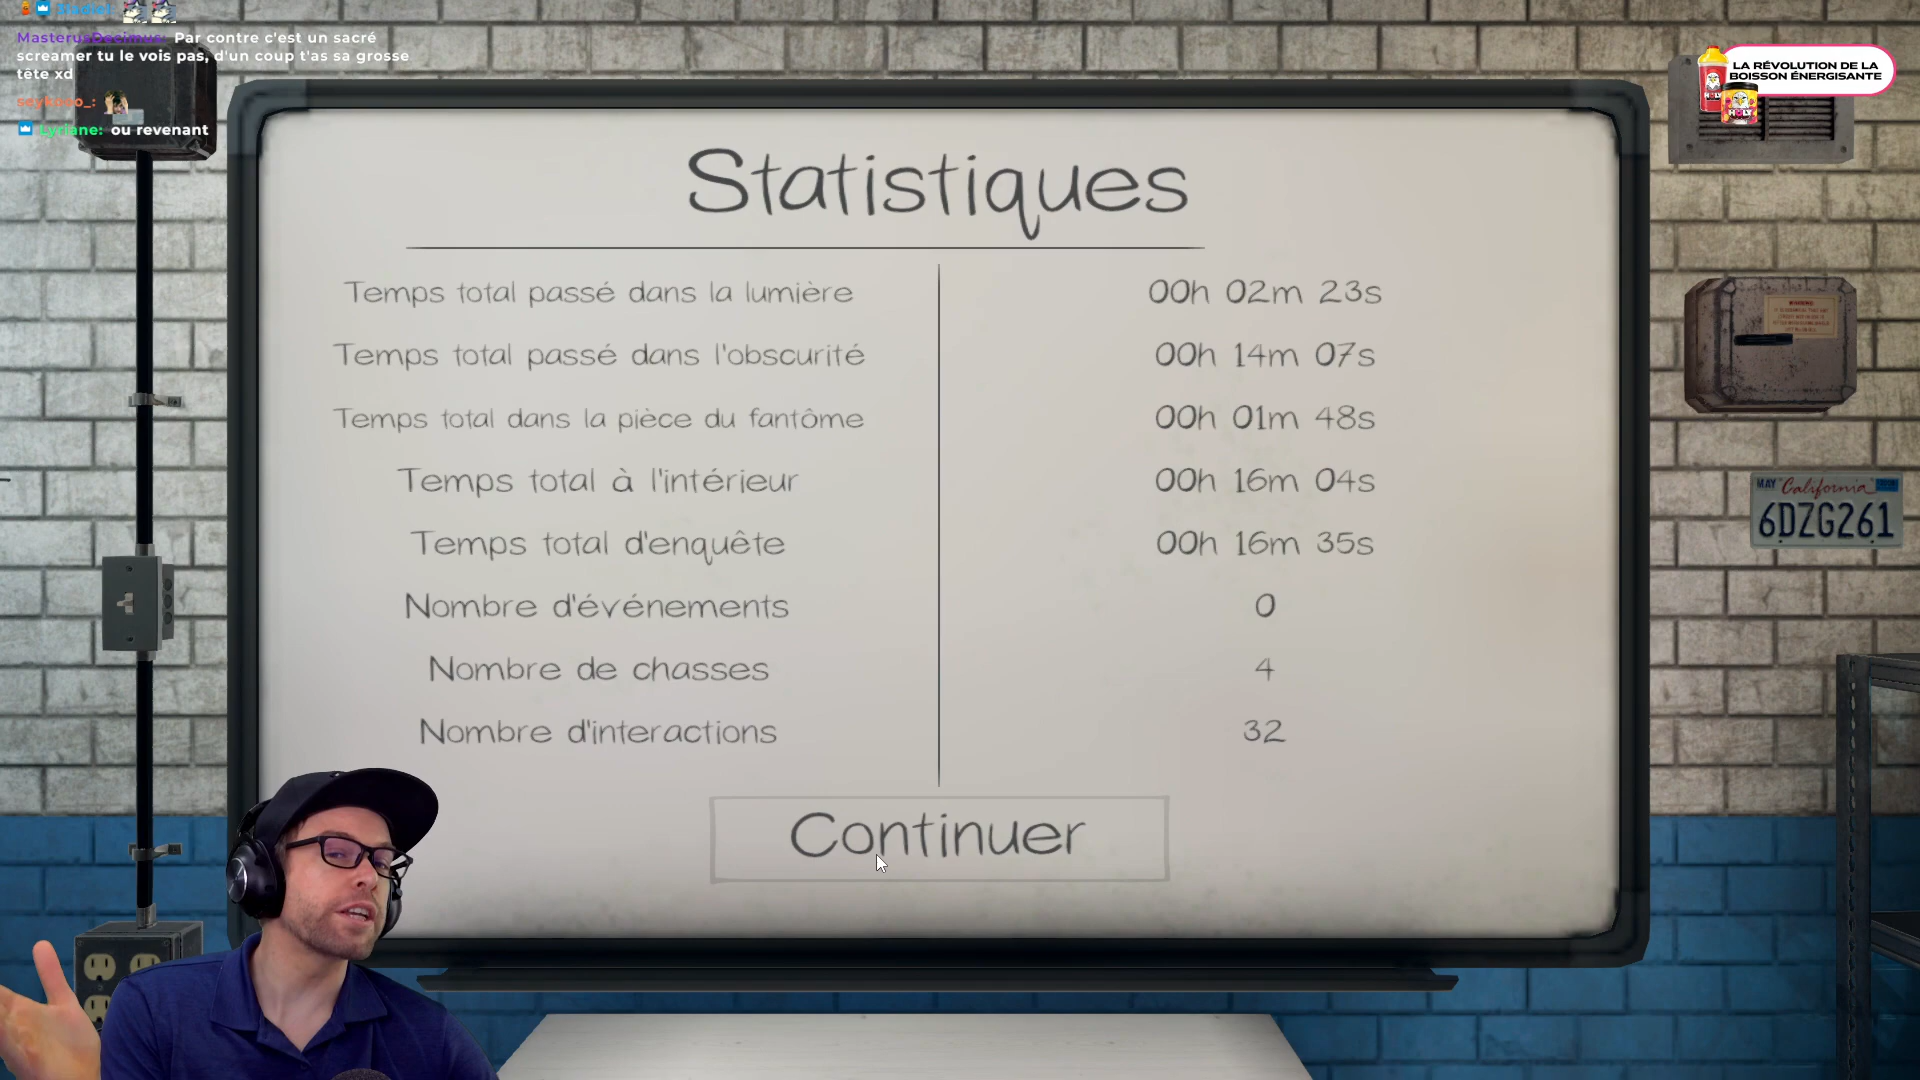 MasterusDecimus: Par contre c'est un sacré
screamer tu le vois pas, d'un coup t'as sa grosse
tête xd
Lyriane: ou revenant
LA RÉVOLUTION DE LA
BOISSON ÉNERGISANTE
Statistiques
Temps total passé dans la lumière 00h 02m 23s
Temps total passé dans l'obscurité 00h 14m 07s
Temps total dans la pièce du fantôme 00h 01m 48s
Temps total à l'intérieur 00h 16m 04s
Temps total d'enquête 00h 16m 35s
Nombre d'événements 0
Nombre de chasses 4
Nombre d'interactions 32
Continuer
MAY California
6DZG261